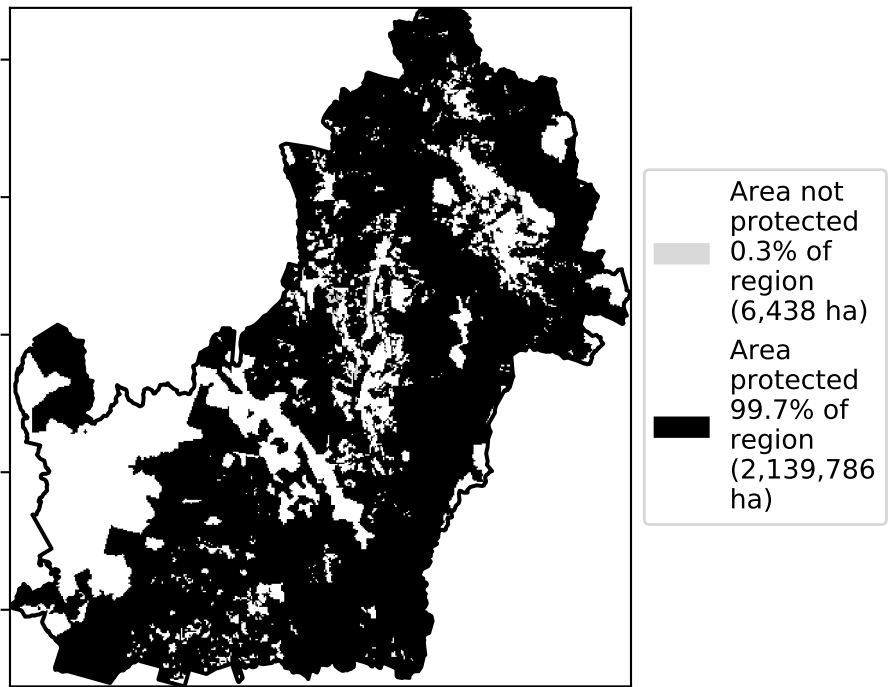 Area not
protected
0.3% of
region
(6,438 ha)
Area
protected
99.7% of
region
(2,139,786
ha)